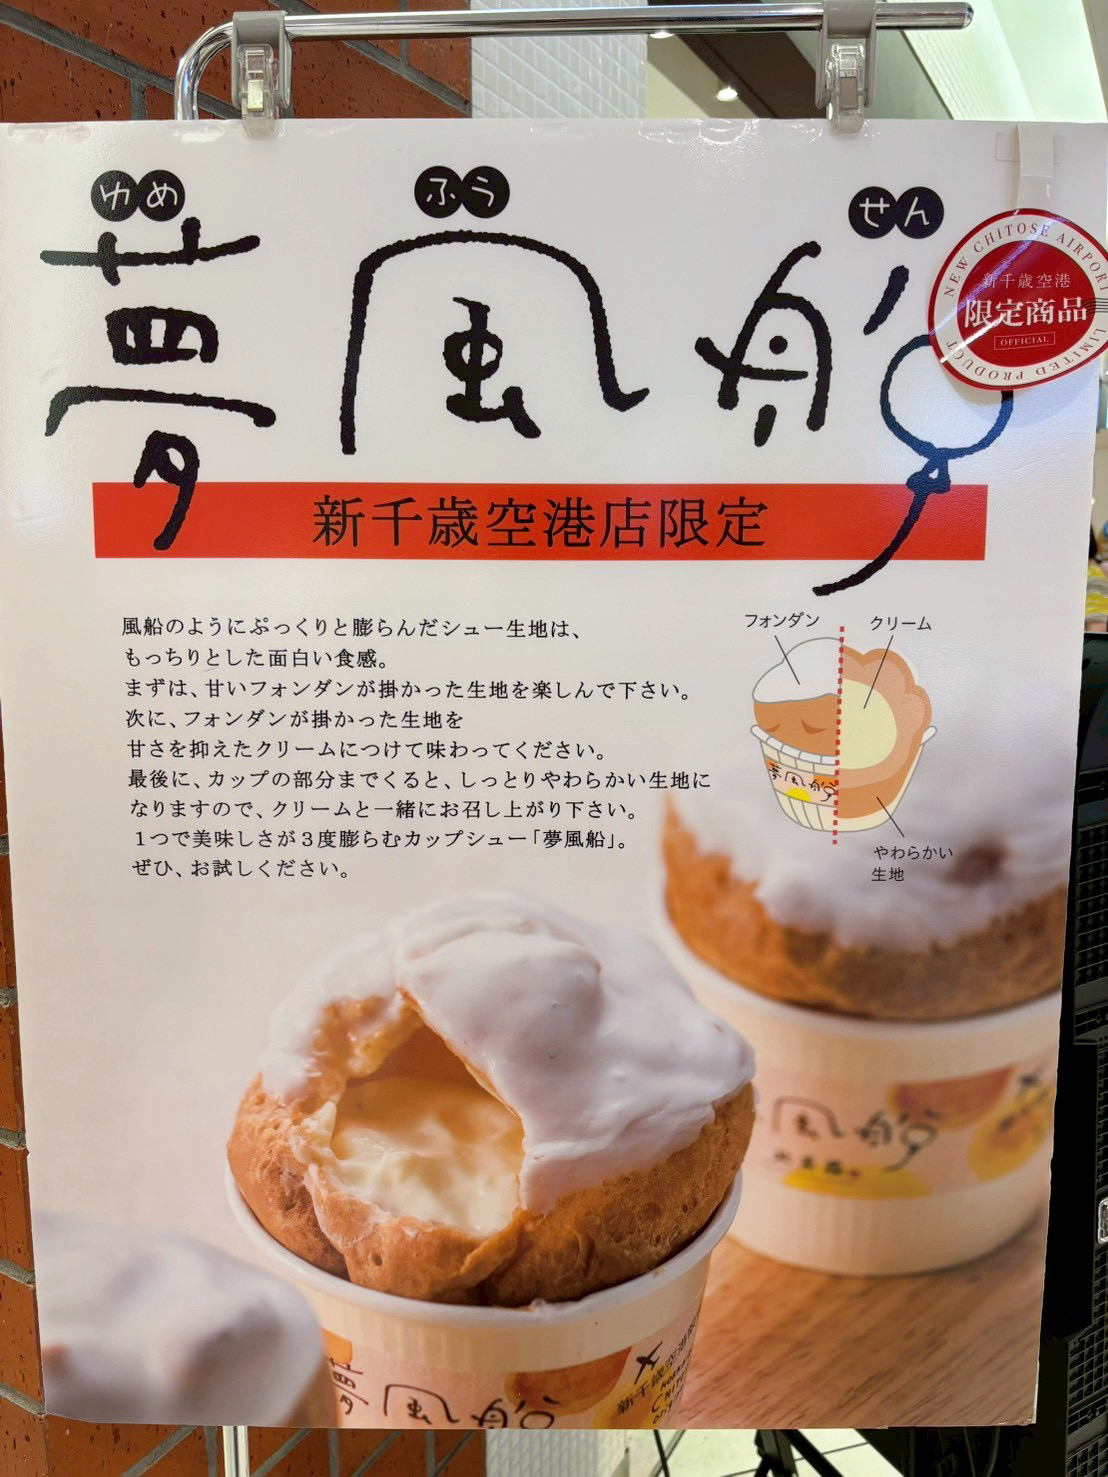 ゆめ ふう せん
夢風船
NEW CHITOSE AIRPORT
新千歳空港
限定商品
OFFICIAL
LIMITED PRODUCT
新千歳空港店限定
風船のようにぷっくりと膨らんだシュー生地は、
もっちりとした面白い食感。
まずは、甘いフォンダンが掛かった生地を楽しんで下さい。
次に、フォンダンが掛かった生地を
甘さを抑えたクリームにつけて味わってください。
最後に、カップの部分までくると、しっとりやわらかい生地に
なりますので、クリームと一緒にお召し上がり下さい。
1つで美味しさが3度膨らむカップシュー「夢風船」。
ぜひ、お試しください。
フォンダン
クリーム
夢風船
やわらかい
生地
風船
夢風船
新千歳空港